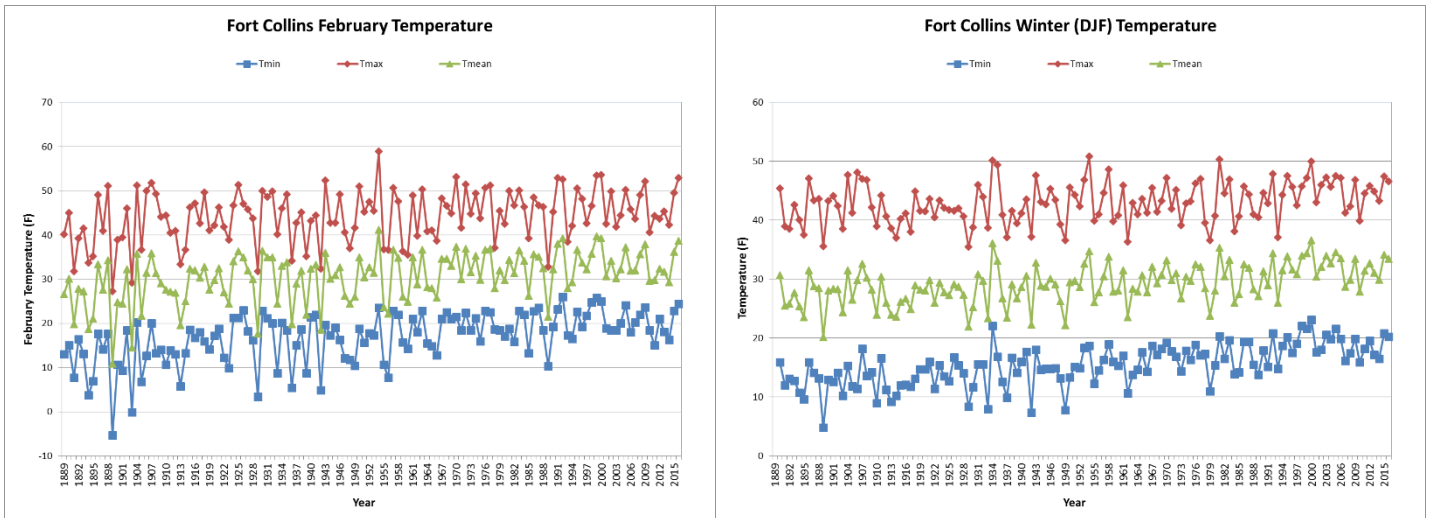 Fort Collins February Temperature
Tmin Tmax Tmean
February Temperature (F)
70
60
50
40
30
20
10
0
-10
1889 1892 1895 1898 1901 1904 1907 1910 1913 1916 1919 1922 1925 1928 1931 1934 1937 1940 1943 1946 1949 1952 1955 1958 1961 1964 1967 1970 1973 1976 1979 1982 1985 1988 1991 1994 1997 2000 2003 2006 2009 2012 2015
Year
Fort Collins Winter (DJF) Temperature
Tmin Tmax Tmean
Temperature (F)
60
50
40
30
20
10
0
1889 1892 1895 1898 1901 1904 1907 1910 1913 1916 1919 1922 1925 1928 1931 1934 1937 1940 1943 1946 1949 1952 1955 1958 1961 1964 1967 1970 1973 1976 1979 1982 1985 1988 1991 1994 1997 2000 2003 2006 2009 2012 2015
Year